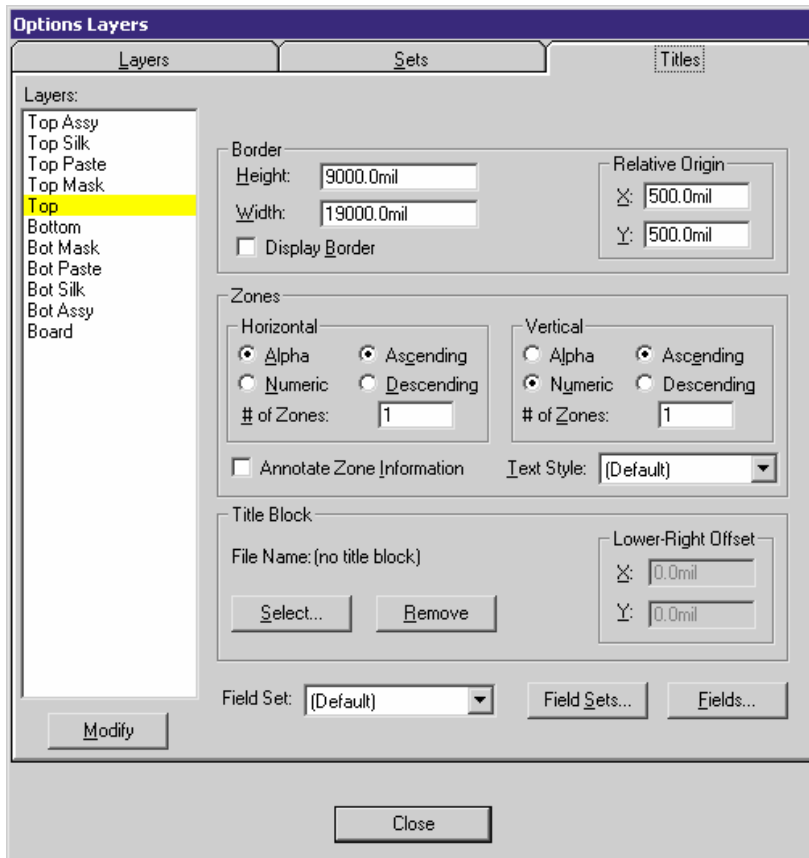 Options Layers
Layers Sets Titles
Layers:
Top Assy
Top Silk
Top Paste
Top Mask
Top
Bottom
Bot Mask
Bot Paste
Bot Silk
Bot Assy
Board
Modify
Border
Height: 9000.0mil
Width: 19000.0mil
Display Border
Relative Origin
X: 500.0mil
Y: 500.0mil
Zones
Horizontal
Alpha Ascending
Numeric Descending
# of Zones: 1
Vertical
Alpha Ascending
Numeric Descending
# of Zones: 1
Annotate Zone Information Text Style: (Default)
Title Block
File Name: (no title block)
Select... Remove
Lower-Right Offset
X: 0.0mil
Y: 0.0mil
Field Set: (Default) Field Sets... Fields...
Close